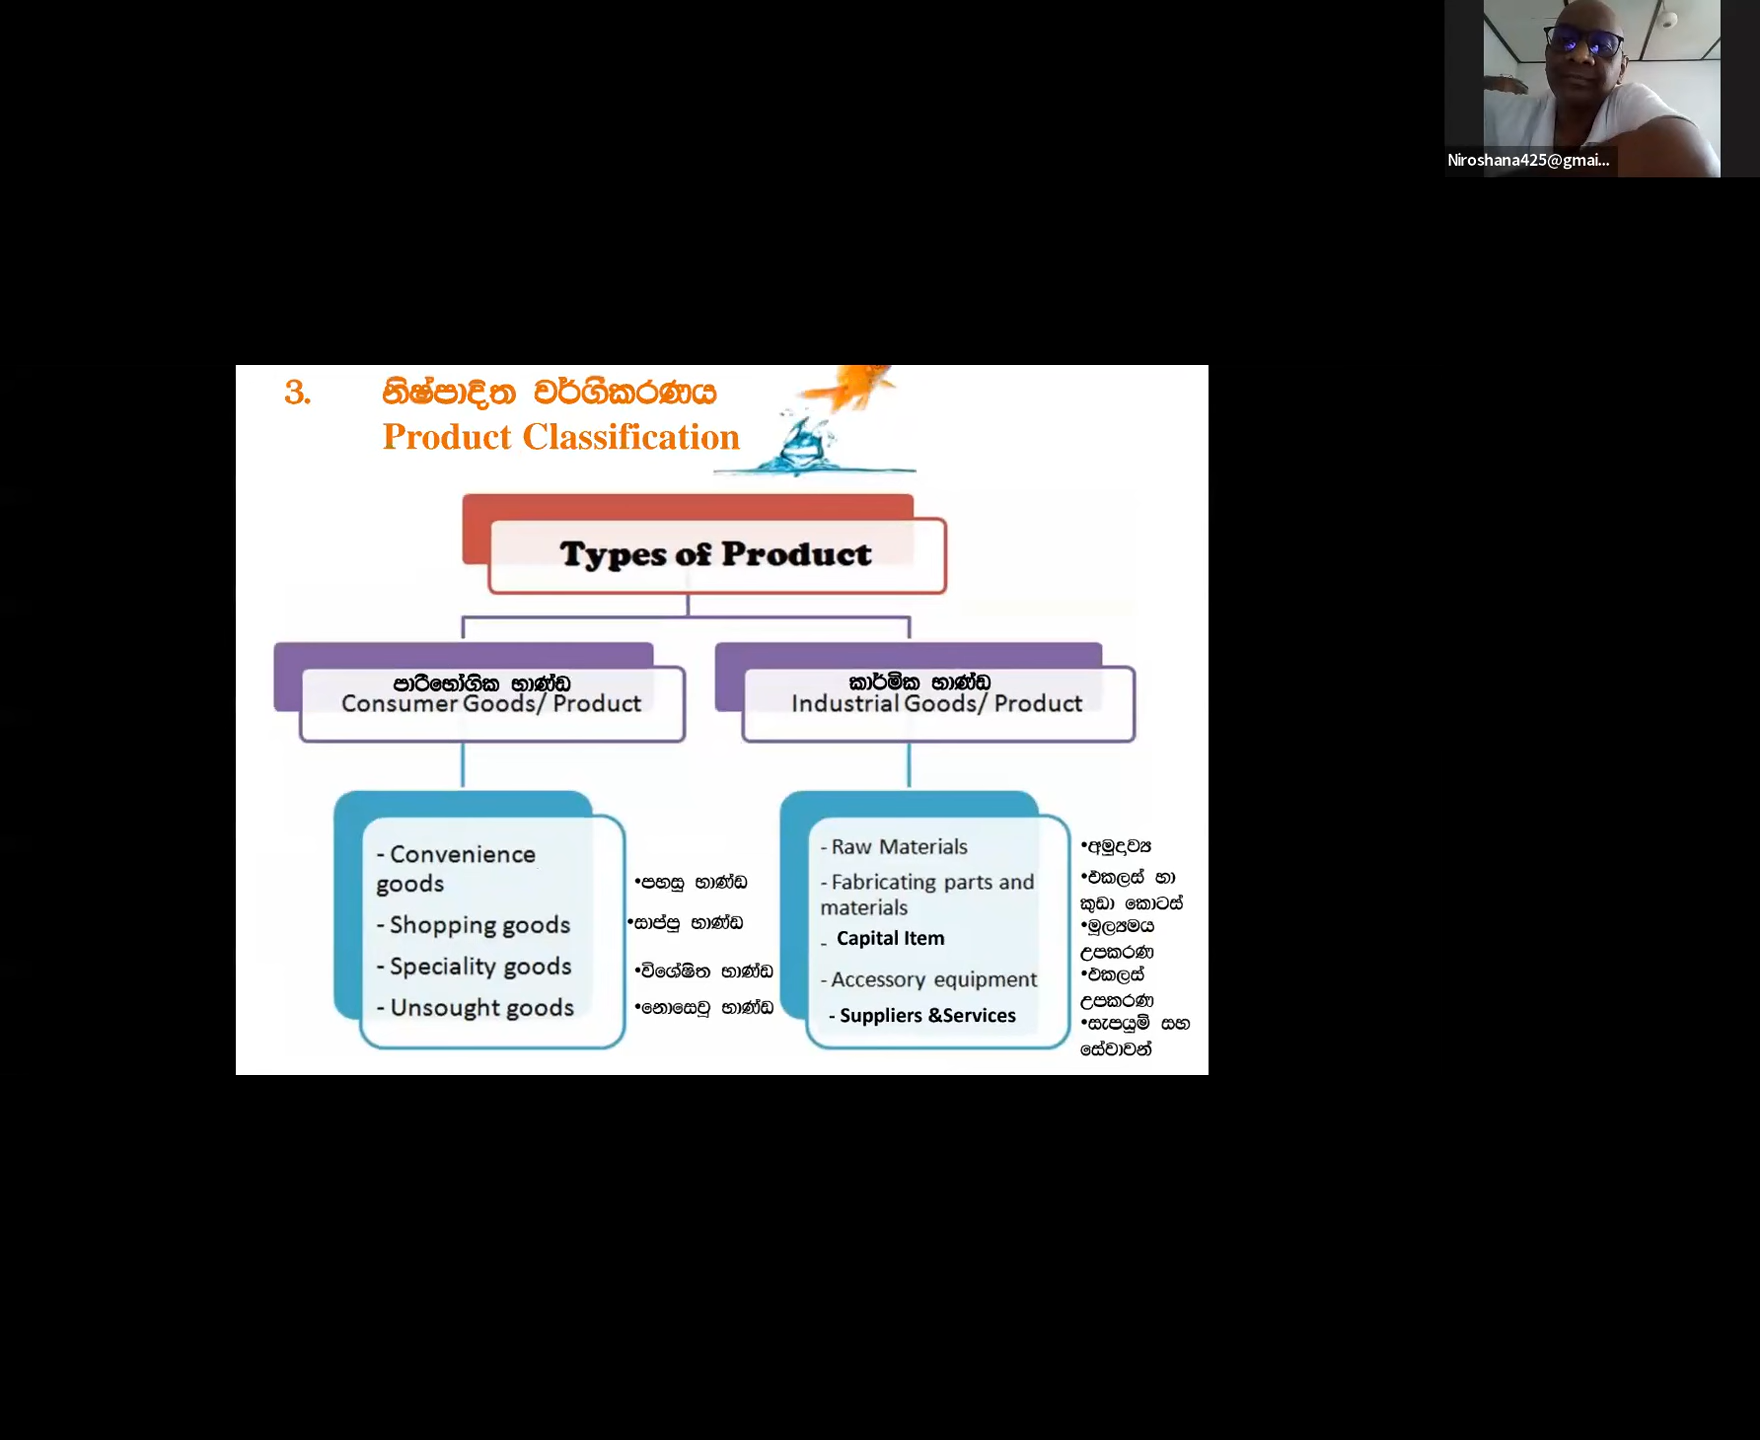 Niroshana425@gmai...
3. නිෂ්පාදිත වර්ගීකරණය
Product Classification
Types of Product
පාරිභෝගික භාණ්ඩ
Consumer Goods/ Product
කාර්මික භාණ්ඩ
Industrial Goods/ Product
- Convenience
goods
- Shopping goods
- Speciality goods
- Unsought goods
•පහසු භාණ්ඩ
•සාප්පු භාණ්ඩ
•විශේෂිත භාණ්ඩ
•නොසෙවූ භාණ්ඩ
- Raw Materials
- Fabricating parts and
materials
- Capital Item
- Accessory equipment
- Suppliers &Services
•අමුද්‍රව්‍ය
•එකලස් හා
කුඩා කොටස්
•මූල්‍යමය
උපකරණ
•එකලස්
උපකරණ
•සැපයුම් සහ
සේවාවන්